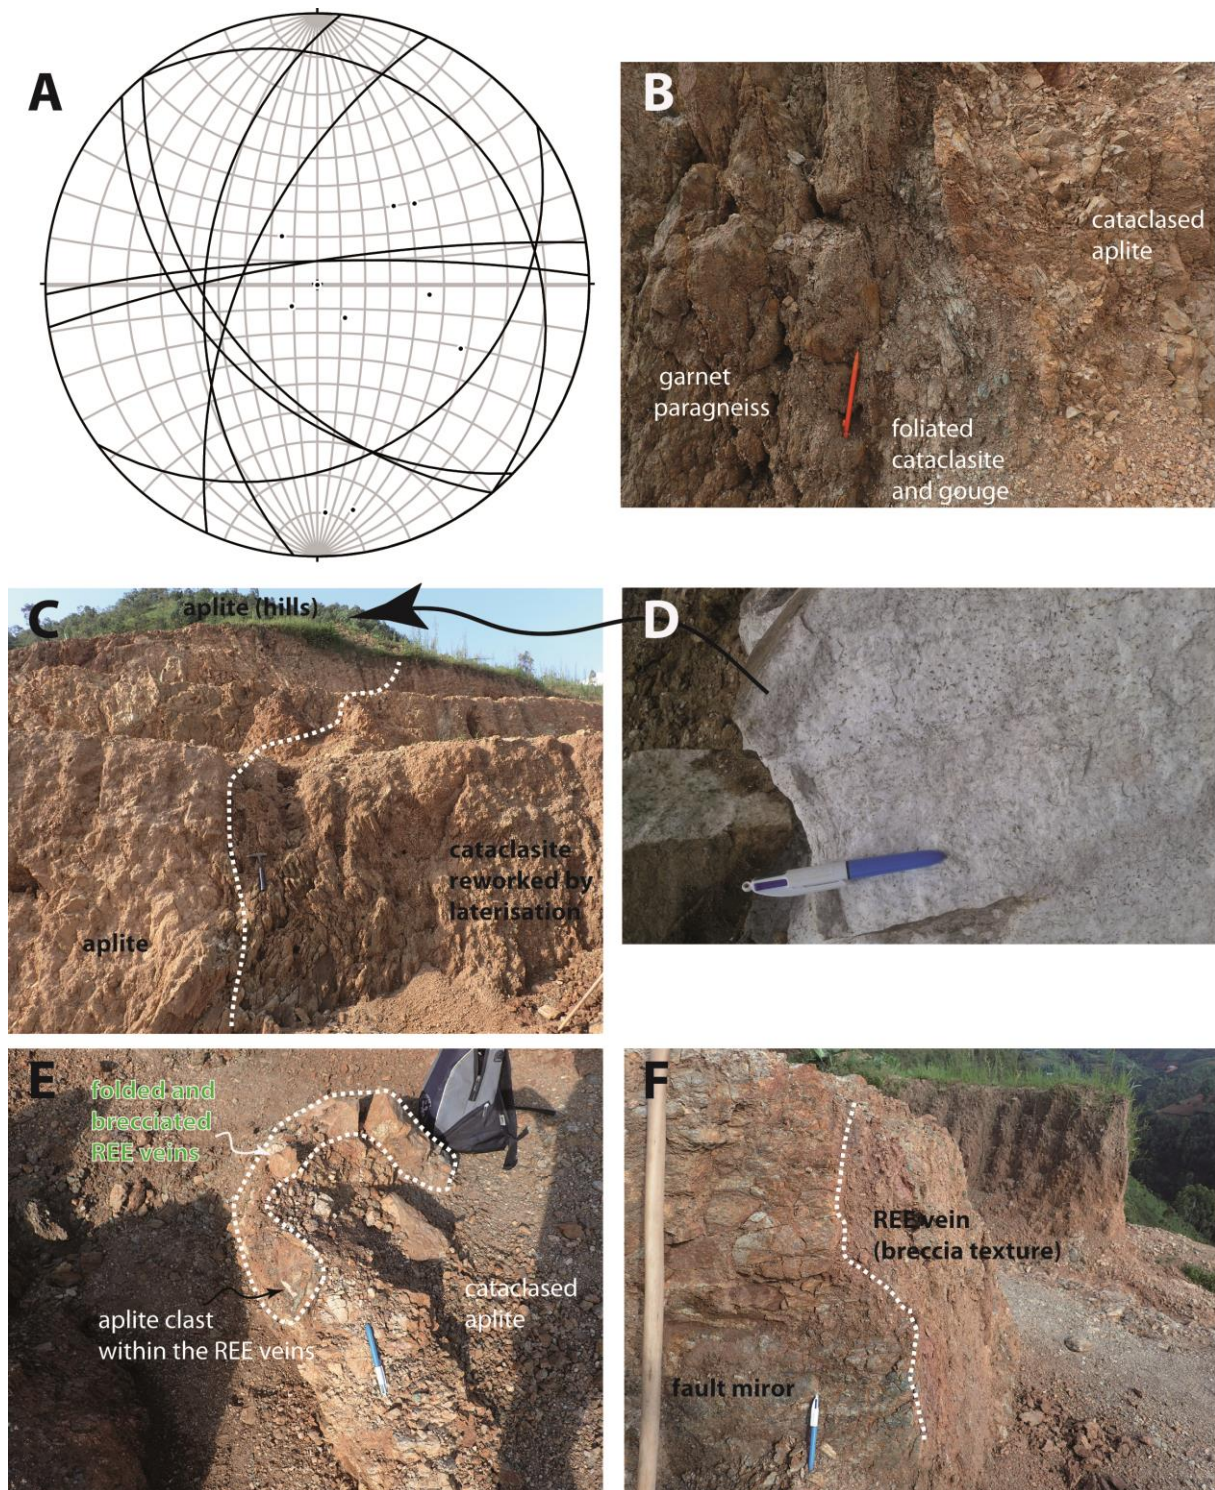 A
B
cataclased
aplite
garnet
paragneiss
foliated
cataclasite
and gouge
C
aplite (hills)
cataclasite
reworked by
laterisation
aplite
D
E
folded and
brecciated
REE veins
cataclased
aplite
aplite clast
within the REE veins
F
REE vein
(breccia texture)
fault miror